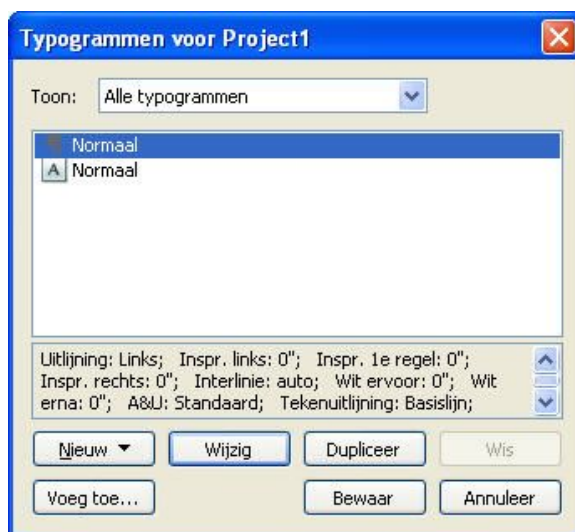 Typogrammen voor Project1
Toon: Alle typogrammen
Normaal
A Normaal
Uitlijning: Links; Inspr. links: 0"; Inspr. 1e regel: 0";
Inspr. rechts: 0"; Interlinie: auto; Wit ervoor: 0"; Wit
erna: 0"; A&U: Standaard; Tekenuitlijning: Basislijn;
Nieuw Wijzig Dupliceer Wis
Voeg toe... Bewaar Annuleer